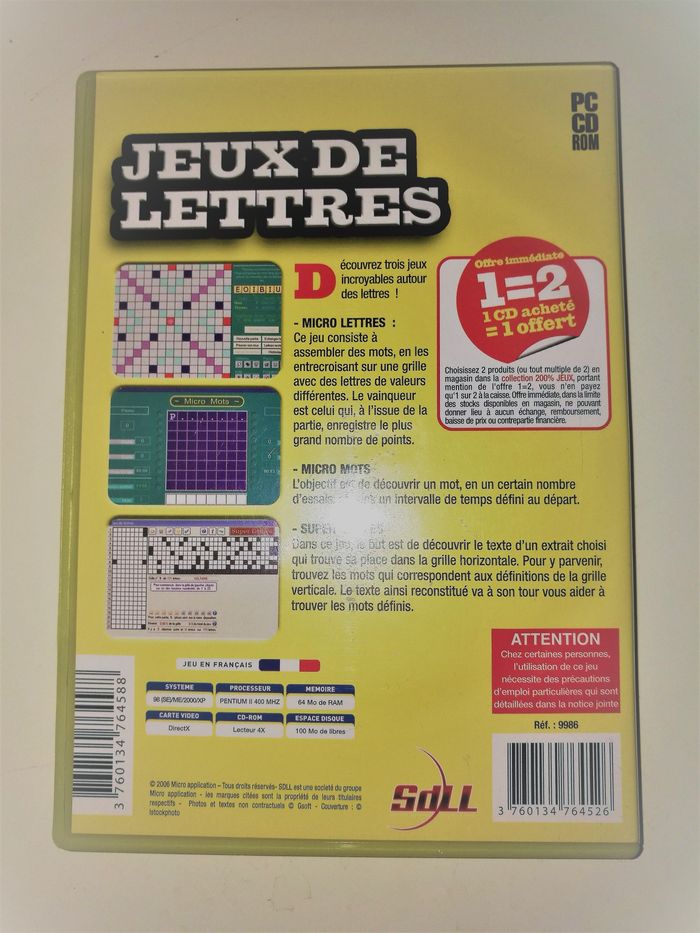 PC
CD
ROM
JEUX DE
LETTRES
Découvrez trois jeux
incroyables autour
des lettres !
- MICRO LETTRES :
Ce jeu consiste à
assembler des mots, en les
entrecroisant sur une grille
avec des lettres de valeurs
différentes. Le vainqueur
est celui qui, à l'issue de la
partie, enregistre le plus
grand nombre de points.
Offre immédiate
1=2
1 CD acheté
= 1 offert
Choisissez 2 produits (ou tout multiple de 2) en
magasin dans la collection 200% JEUX, portant
mention de l'offre 1=2, vous n'en payez
qu'1 sur 2 à la caisse. Offre immédiate, dans la limite
des stocks disponibles en magasin, ne pouvant
donner lieu à aucun échange, remboursement,
baisse de prix ou contrepartie financière.
EOIBIU
Micro Mots
P
- MICRO MOTS
L'objectif est de découvrir un mot, en un certain nombre
d'essais un intervalle de temps défini au départ.
- SUPER
Dans ce jeu, le but est de découvrir le texte d'un extrait choisi
qui trouve sa place dans la grille horizontale. Pour y parvenir,
trouvez les mots qui correspondent aux définitions de la grille
verticale. Le texte ainsi reconstitué va à son tour vous aider à
trouver les mots définis.
JEU EN FRANÇAIS
SYSTEME
PROCESSEUR
MEMOIRE
98 (SE)/ME/2000/XP
PENTIUM II 400 MHZ
64 Mo de RAM
CARTE VIDEO
CD-ROM
ESPACE DISQUE
DirectX
Lecteur 4X
100 Mo de libres
ATTENTION
Chez certaines personnes,
l'utilisation de ce jeu
nécessite des précautions
d'emploi particulières qui sont
détaillées dans la notice jointe
Réf. : 9986
3 760134 764588
© 2006 Micro application – Tous droits réservés- SDLL est une societé du groupe
Micro application - les marques citées sont la propriété de leurs titulaires
respectifs - Photos et textes non contractuels © Gsoft - Couverture : ©
Istockphoto
SdLL
3 760134 764526